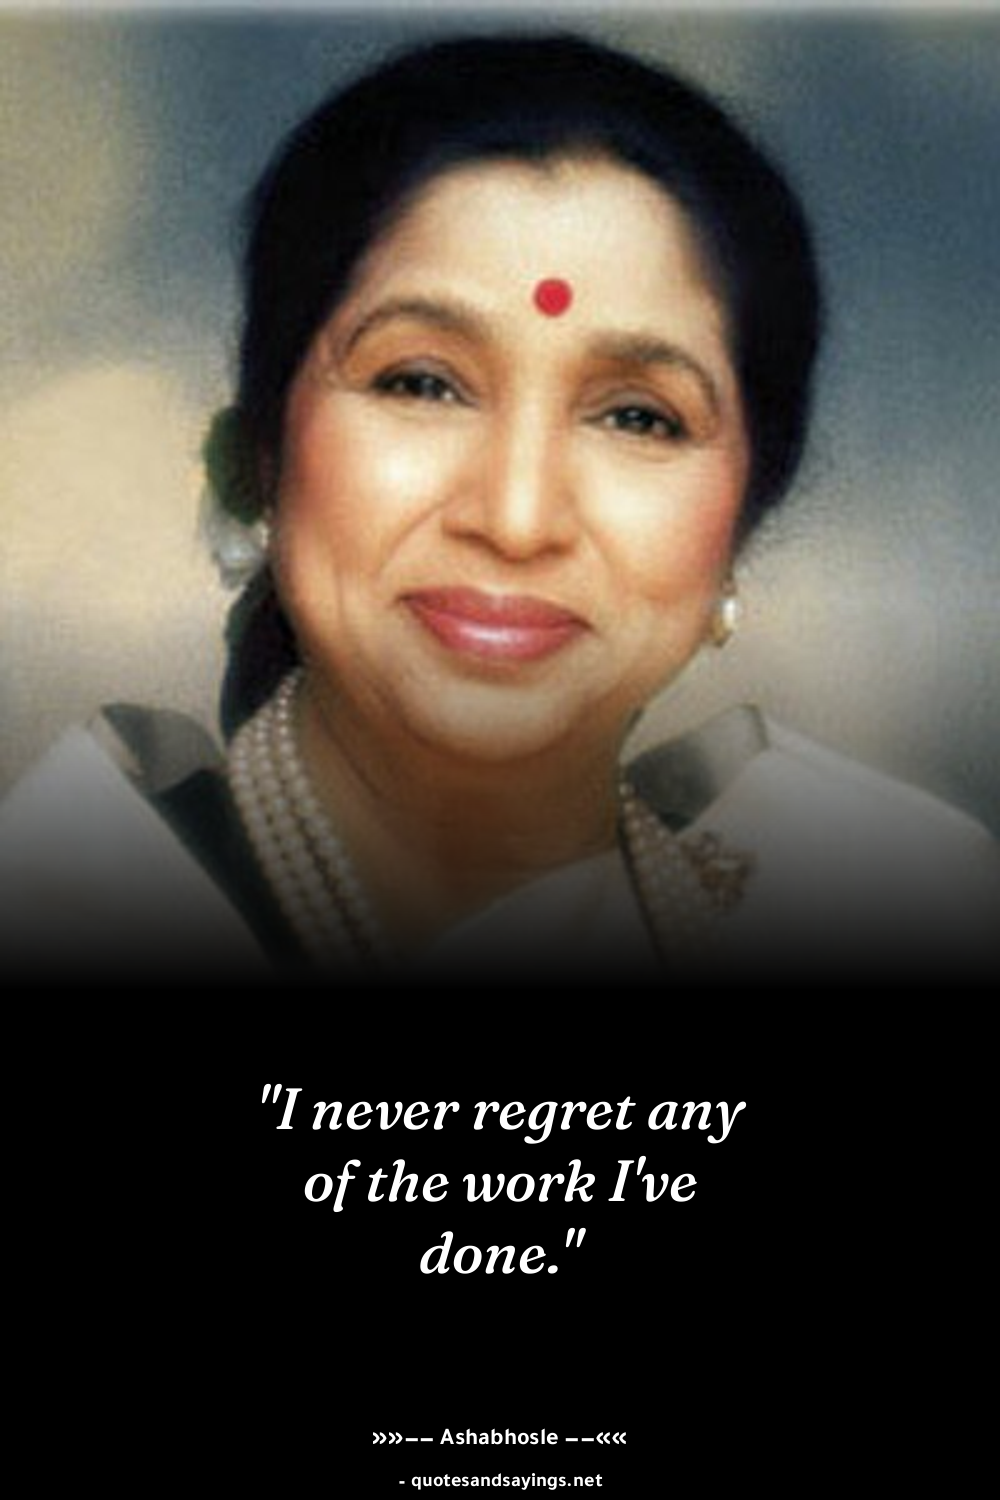 "I never regret any
of the work I've
done."
»»−− Ashabhosle −−««
- quotesandsayings.net